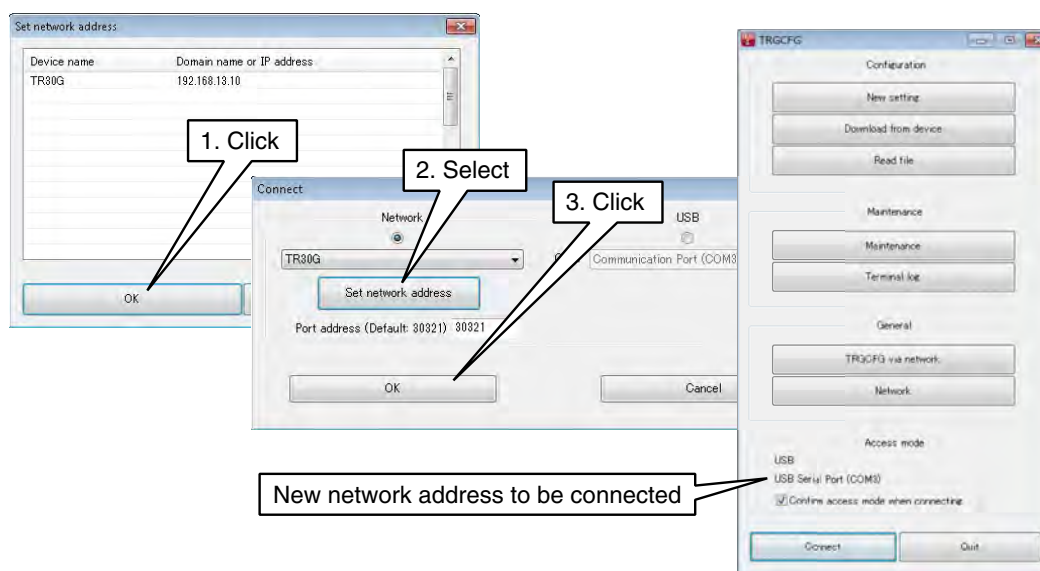 Set network address
Device name Domain name or IP address
TR30G 192.168.13.10
1. Click
OK
Connect
2. Select
3. Click
Network USB
TR30G Communication Port (COM3
Set network address
Port address (Default: 30321) 30321
OK Cancel
New network address to be connected
TRGCFG
Configuration
New setting
Download from device
Read file
Maintenance
Maintenance
Terminal log
General
TRGCFG via network
Network
Access mode
USB
USB Serial Port (COM3)
Confirm access mode when connecting
Connect Quit